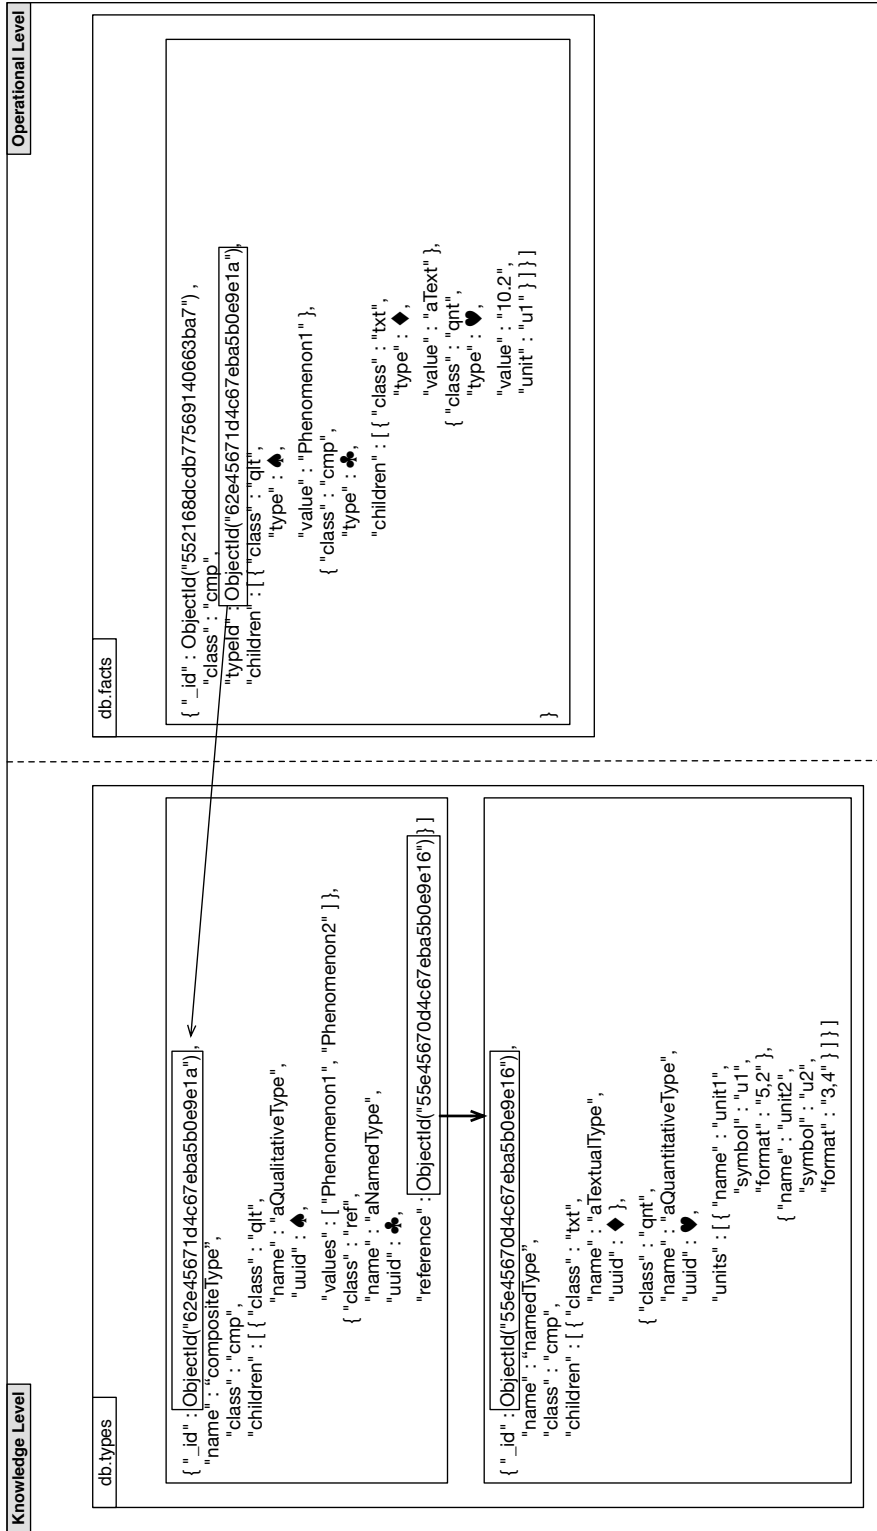 Knowledge Level
db.types
{ "_id" : ObjectId("62e45671d4c67eba5b0e9e1a"),
"name" : “compositeType”,
"class" : "cmp",
"children" : [ { "class" : "qlt",
"name" : "aQualitativeType",
"uuid" : ♠,
"values" : [ "Phenomenon1", "Phenomenon2" ] },
{ "class" : "ref",
"name" : "aNamedType",
"uuid" : ♣,
"reference" : ObjectId("55e45670d4c67eba5b0e9e16") } ]
{ "_id" : ObjectId("55e45670d4c67eba5b0e9e16"),
"name" : “namedType”,
"class" : "cmp",
"children" : [ { "class" : "txt",
"name" : "aTextualType",
"uuid" : ♦ },
{ "class" : "qnt",
"name" : "aQuantitativeType",
"uuid" : ♥,
"units" : [ { "name" : "unit1",
"symbol" : "u1",
"format" : "5,2" },
{ "name" : "unit2",
"symbol" : "u2",
"format" : "3,4" } ] } ]
Operational Level
db.facts
{ "_id" : ObjectId("552168dcdb77569140663ba7") ,
"class" : "cmp",
"typeId" : ObjectId("62e45671d4c67eba5b0e9e1a"),
"children" : [ { "class" : "qlt",
"type" : ♠,
"value" : "Phenomenon1" },
{ "class" : "cmp",
"type" : ♣,
"children" : [ { "class" : "txt",
"type" : ♦,
"value" : "aText" },
{ "class" : "qnt",
"type" : ♥,
"value" : "10.2",
"unit" : "u1" } ] } ]
}